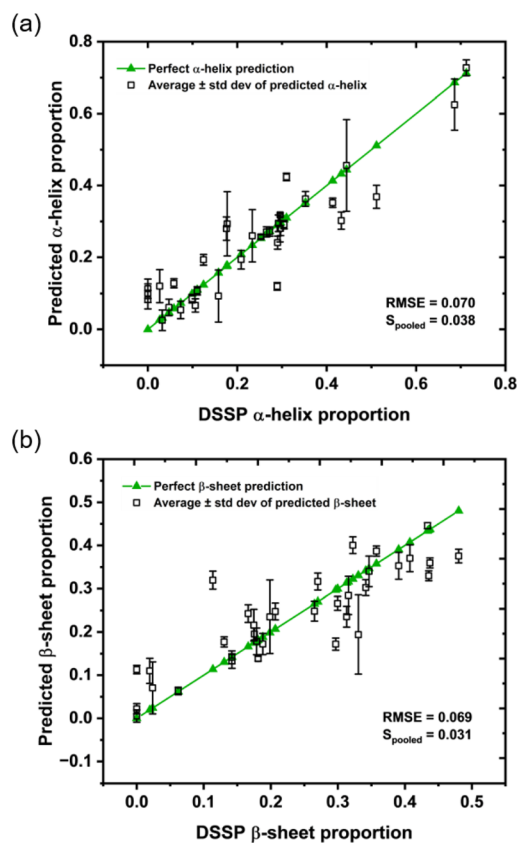 (a)
Predicted α-helix proportion
0.8
0.6
0.4
0.2
0.0
Perfect α-helix prediction
Average ± std dev of predicted α-helix
RMSE = 0.070
Spooled = 0.038
0.0 0.2 0.4 0.6 0.8
DSSP α-helix proportion
(b)
Predicted β-sheet proportion
0.6
0.5
0.4
0.3
0.2
0.1
0.0
−0.1
Perfect β-sheet prediction
Average ± std dev of predicted β-sheet
RMSE = 0.069
Spooled = 0.031
0.0 0.1 0.2 0.3 0.4 0.5
DSSP β-sheet proportion